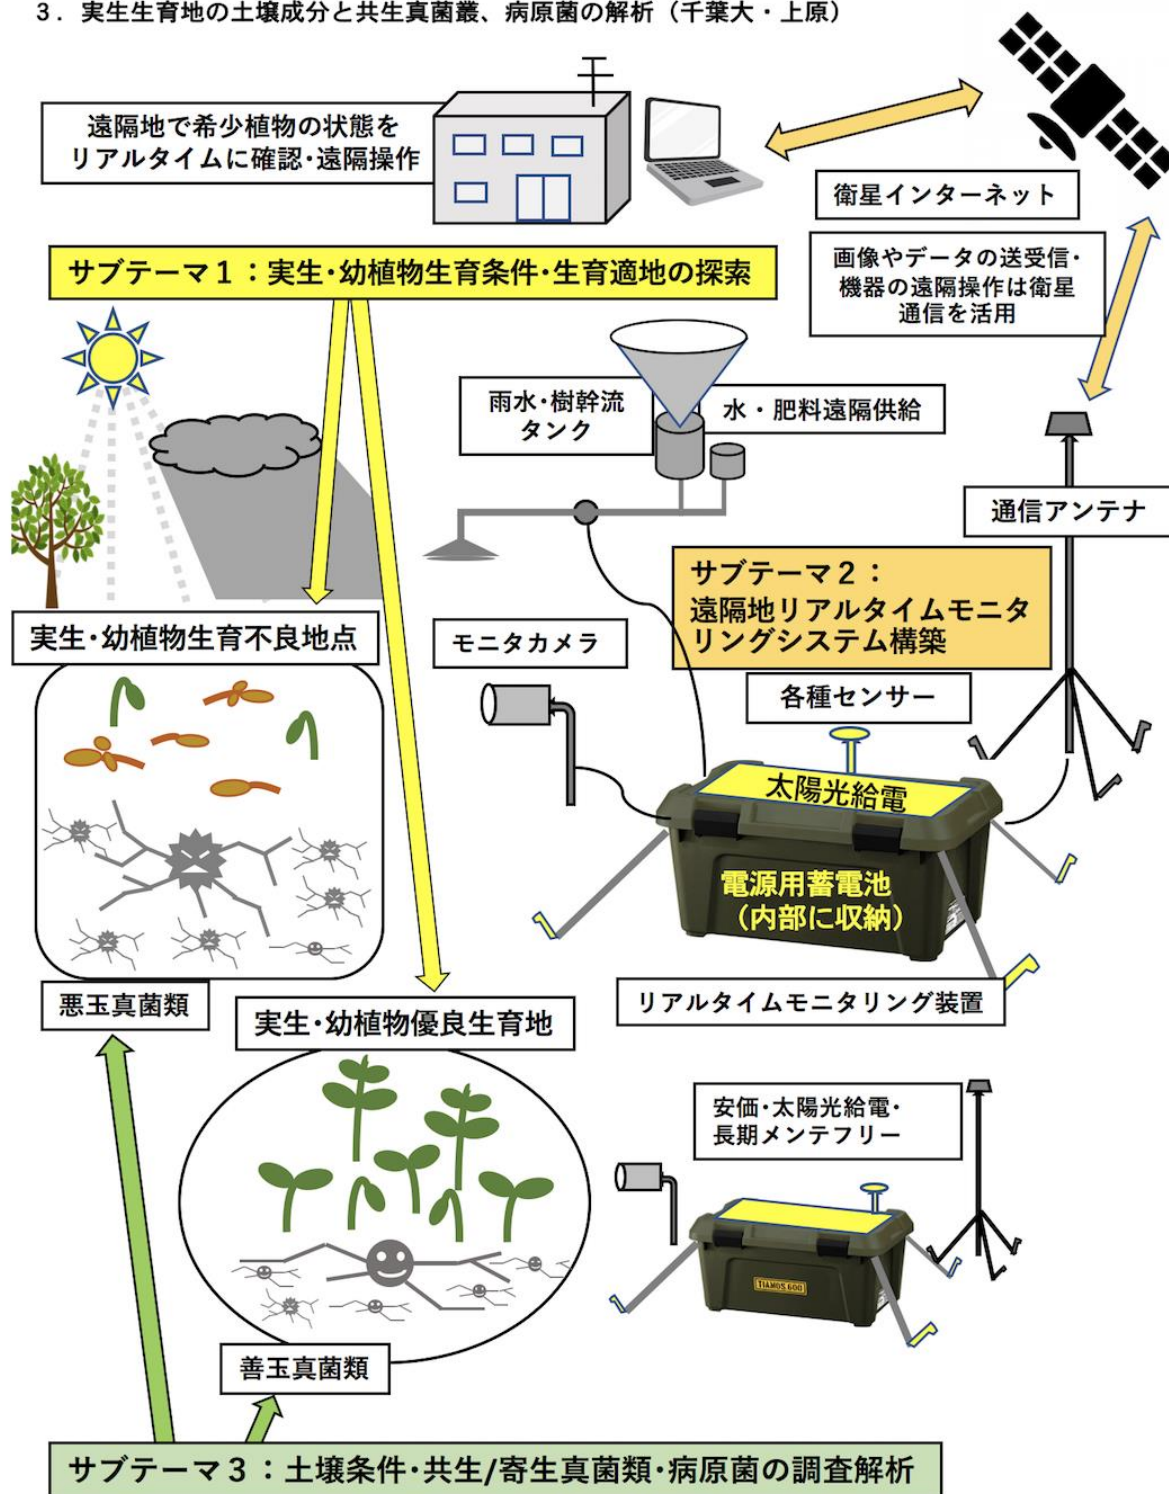 ３．実生生育地の土壌成分と共生真菌叢、病原菌の解析（千葉大・上原）
遠隔地で希少植物の状態を
リアルタイムに確認・遠隔操作
衛星インターネット
サブテーマ１：実生・幼植物生育条件・生育適地の探索
画像やデータの送受信・
機器の遠隔操作は衛星
通信を活用
雨水・樹幹流
タンク
水・肥料遠隔供給
通信アンテナ
サブテーマ２：
遠隔地リアルタイムモニタ
リングシステム構築
実生・幼植物生育不良地点
モニタカメラ
各種センサー
太陽光給電
電源用蓄電池
（内部に収納）
悪玉真菌類
実生・幼植物優良生育地
リアルタイムモニタリング装置
安価・太陽光給電・
長期メンテフリー
TIAMOS 600
善玉真菌類
サブテーマ３：土壌条件・共生/寄生真菌類・病原菌の調査解析